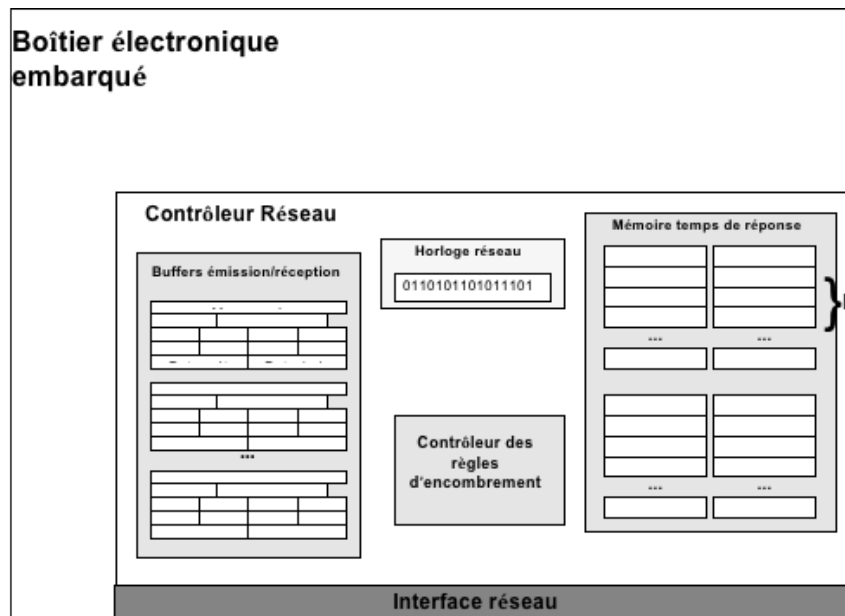 Boîtier électronique
embarqué
Contrôleur Réseau
Buffers émission/réception
Horloge réseau
0110101101011101
Mémoire temps de réponse
...
...
...
Contrôleur des
règles
d'encombrement
...
...
Interface réseau